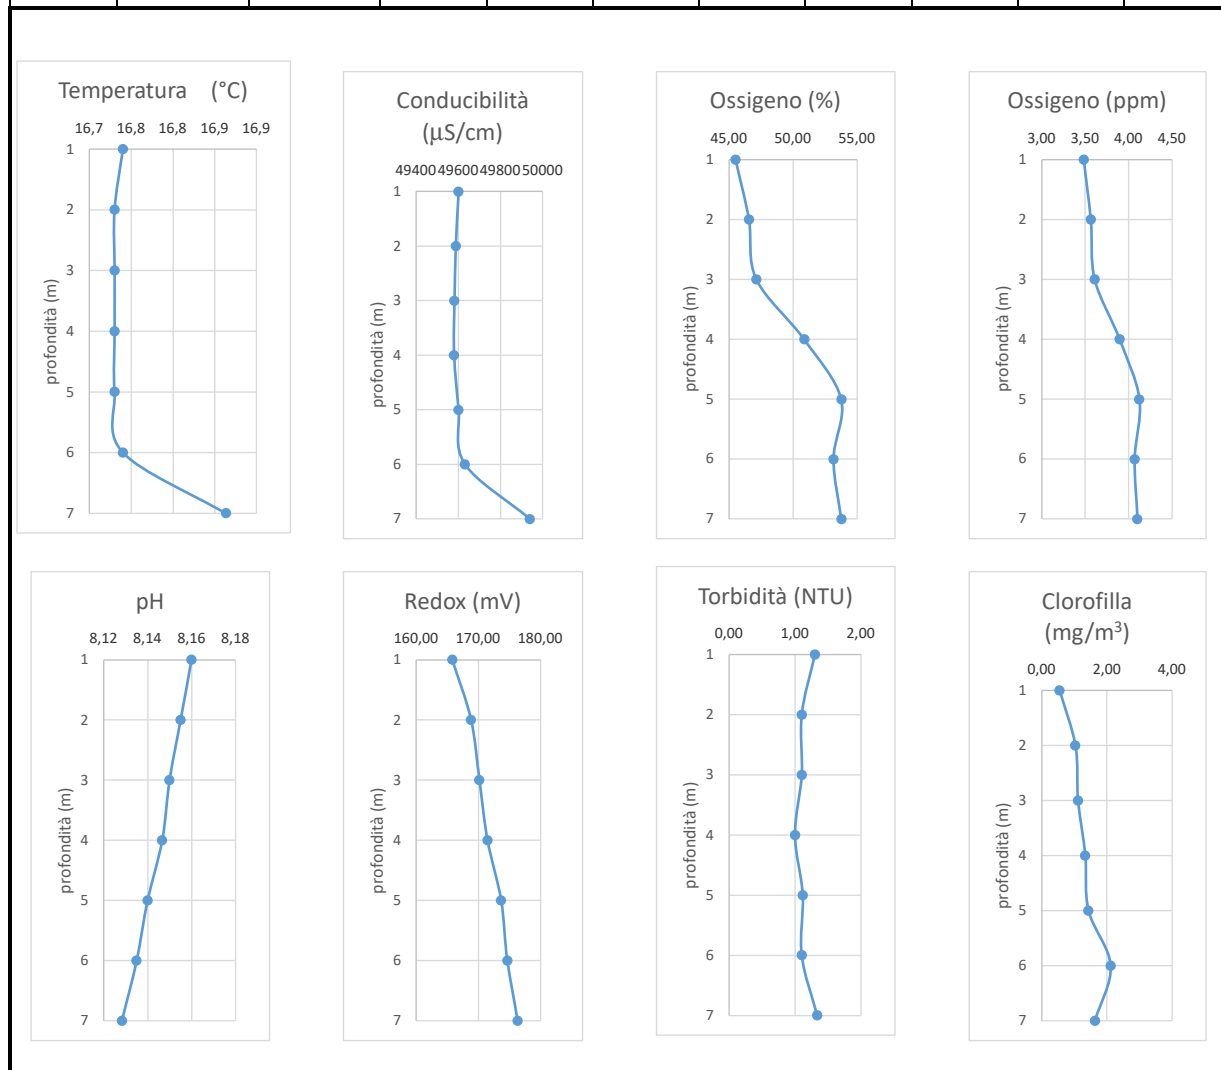 Temperatura (°C)
16,7 16,8 16,8 16,9 16,9
1
2
3
4
5
6
7
profondità (m)
Conducibilità
(μS/cm)
49400 49600 49800 50000
1
2
3
4
5
6
7
profondità (m)
Ossigeno (%)
45,00 50,00 55,00
1
2
3
4
5
6
7
profondità (m)
Ossigeno (ppm)
3,00 3,50 4,00 4,50
1
2
3
4
5
6
7
profondità (m)
pH
8,12 8,14 8,16 8,18
1
2
3
4
5
6
7
profondità (m)
Redox (mV)
160,00 170,00 180,00
1
2
3
4
5
6
7
profondità (m)
Torbidità (NTU)
0,00 1,00 2,00
1
2
3
4
5
6
7
profondità (m)
Clorofilla
(mg/m³)
0,00 2,00 4,00
1
2
3
4
5
6
7
profondità (m)